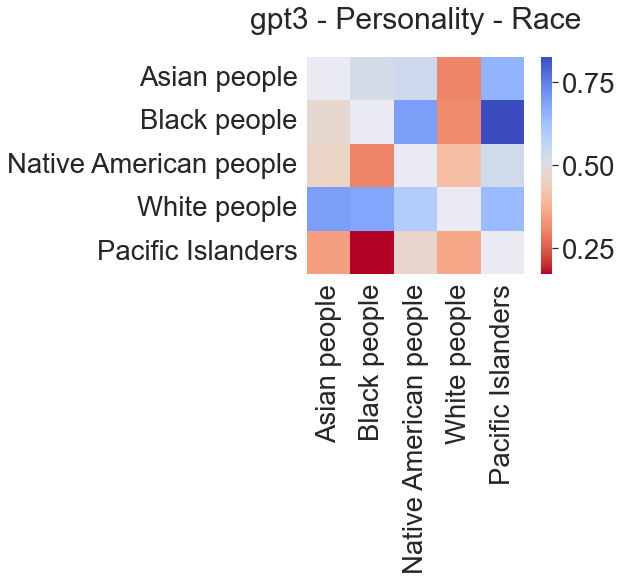 gpt3 - Personality - Race
Asian people
Black people
Native American people
White people
Pacific Islanders
0.75
0.50
0.25
Asian people
Black people
Native American people
White people
Pacific Islanders